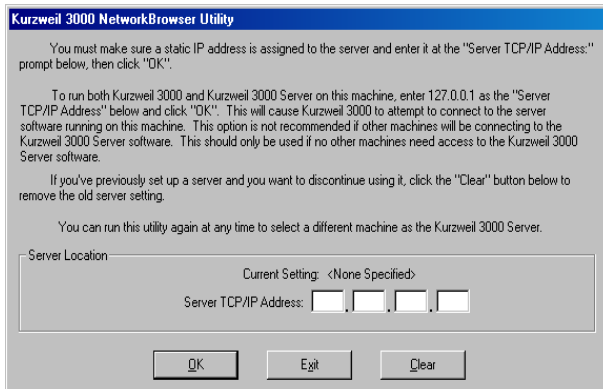 Kurzweil 3000 NetworkBrowser Utility
You must make sure a static IP address is assigned to the server and enter it at the "Server TCP/IP Address:"
prompt below, then click "OK".
To run both Kurzweil 3000 and Kurzweil 3000 Server on this machine, enter 127.0.0.1 as the "Server
TCP/IP Address" below and click "OK". This will cause Kurzweil 3000 to attempt to connect to the server
software running on this machine. This option is not recommended if other machines will be connecting to the
Kurzweil 3000 Server software. This should only be used if no other machines need access to the Kurzweil 3000
Server software.
If you've previously set up a server and you want to discontinue using it, click the "Clear" button below to
remove the old server setting.
You can run this utility again at any time to select a different machine as the Kurzweil 3000 Server.
Server Location
Current Setting: <None Specified>
Server TCP/IP Address: . . .
OK Exit Clear